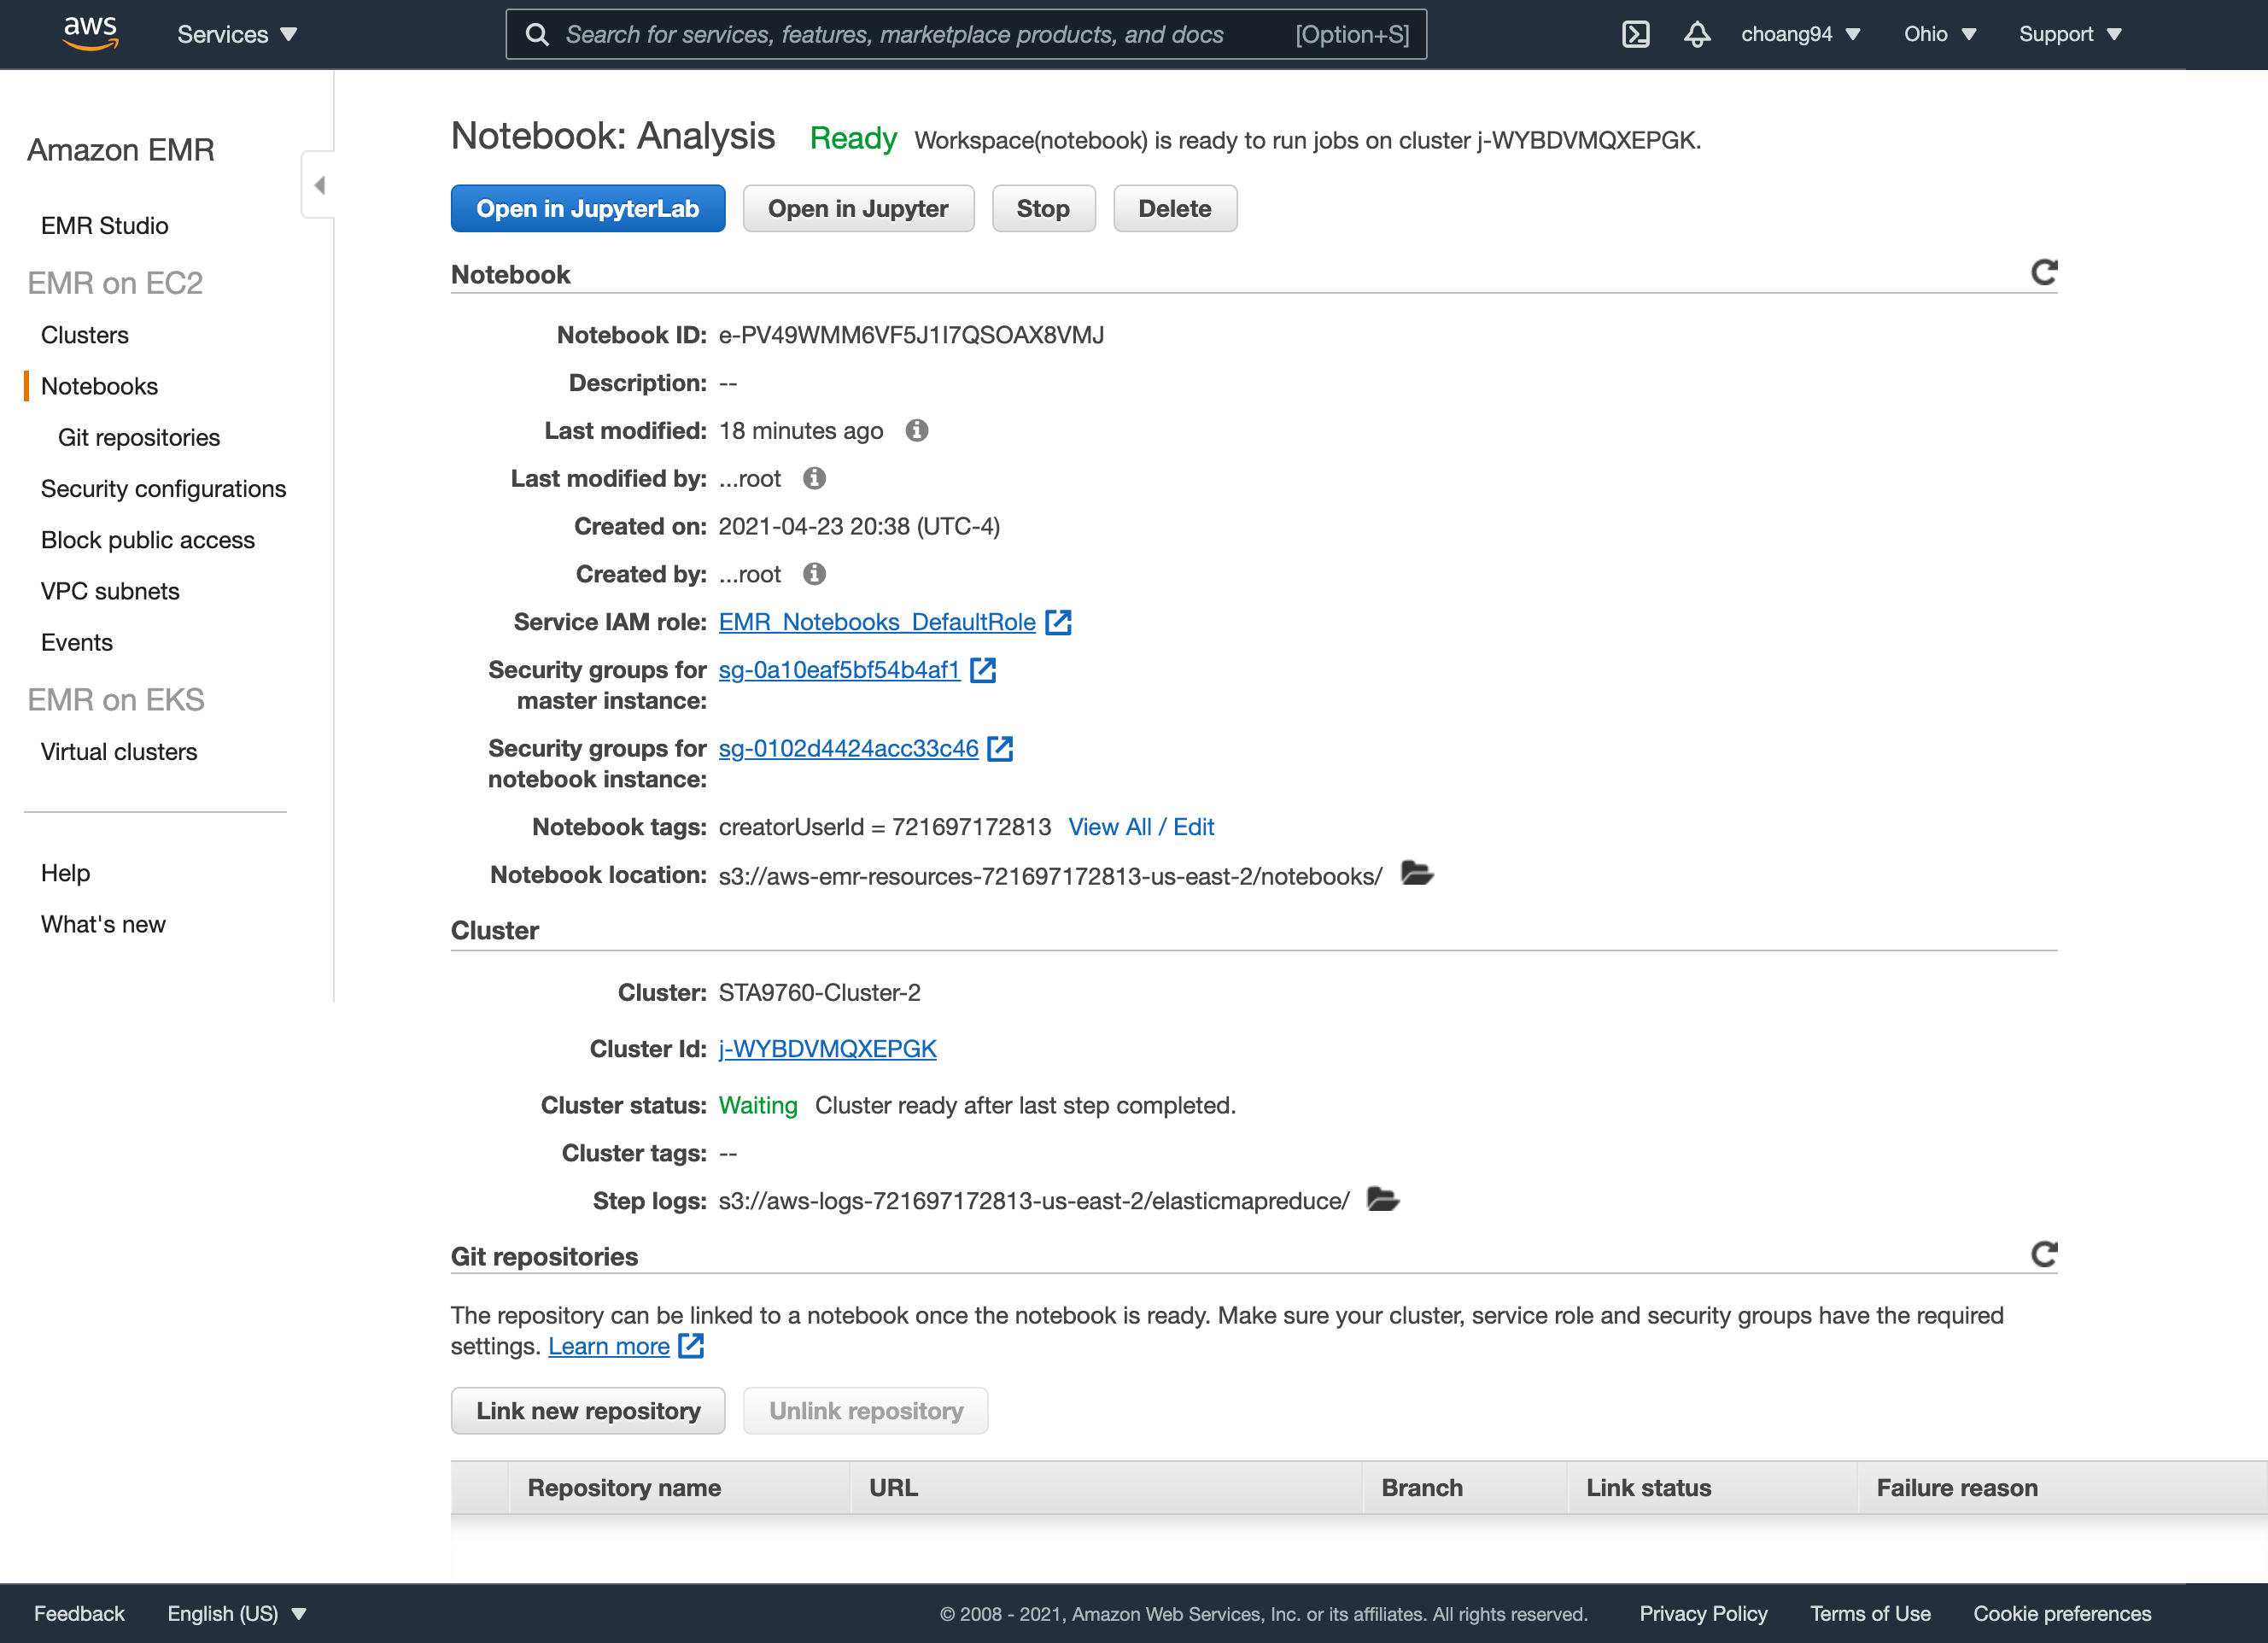 aws
Services
Search for services, features, marketplace products, and docs
[Option+S]
choang94
Ohio
Support
Amazon EMR
EMR Studio
EMR on EC2
Clusters
Notebooks
Git repositories
Security configurations
Block public access
VPC subnets
Events
EMR on EKS
Virtual clusters
Help
What's new
Notebook: Analysis Ready Workspace(notebook) is ready to run jobs on cluster j-WYBDVMQXEPGK.
Open in JupyterLab
Open in Jupyter
Stop
Delete
Notebook
Notebook ID: e-PV49WMM6VF5J1I7QSOAX8VMJ
Description: --
Last modified: 18 minutes ago
Last modified by: ...root
Created on: 2021-04-23 20:38 (UTC-4)
Created by: ...root
Service IAM role: EMR_Notebooks_DefaultRole
Security groups for sg-0a10eaf5bf54b4af1
master instance:
Security groups for sg-0102d4424acc33c46
notebook instance:
Notebook tags: creatorUserId = 721697172813 View All / Edit
Notebook location: s3://aws-emr-resources-721697172813-us-east-2/notebooks/
Cluster
Cluster: STA9760-Cluster-2
Cluster Id: j-WYBDVMQXEPGK
Cluster status: Waiting Cluster ready after last step completed.
Cluster tags: --
Step logs: s3://aws-logs-721697172813-us-east-2/elasticmapreduce/
Git repositories
The repository can be linked to a notebook once the notebook is ready. Make sure your cluster, service role and security groups have the required
settings. Learn more
Link new repository
Unlink repository
Repository name
URL
Branch
Link status
Failure reason
Feedback
English (US)
© 2008 - 2021, Amazon Web Services, Inc. or its affiliates. All rights reserved.
Privacy Policy
Terms of Use
Cookie preferences